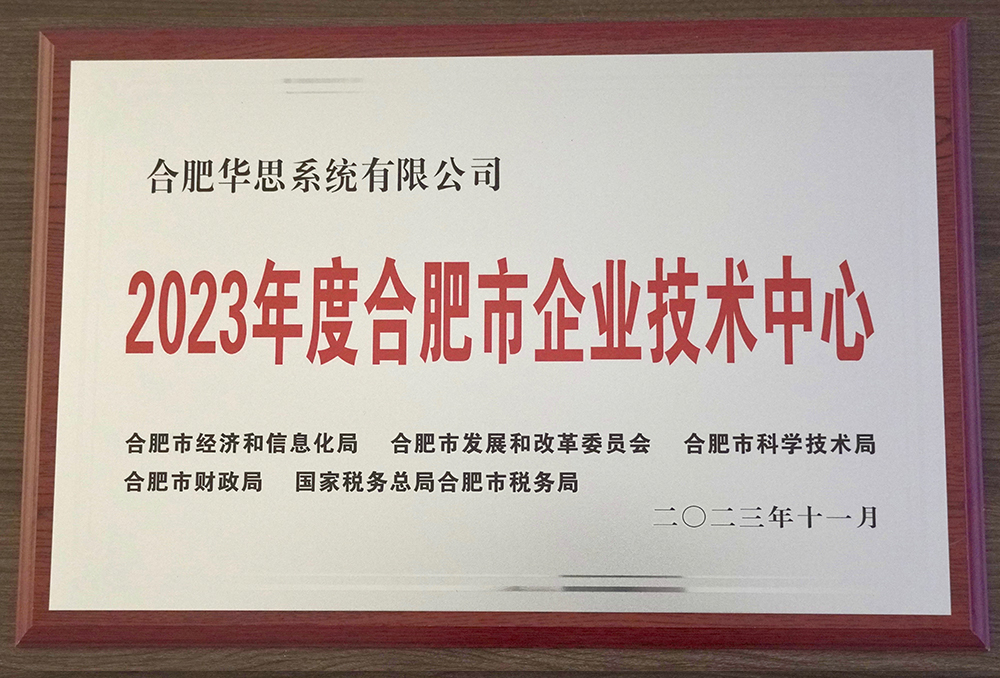 合肥华思系统有限公司
2023年度合肥市企业技术中心
合肥市经济和信息化局 合肥市发展和改革委员会 合肥市科学技术局
合肥市财政局 国家税务总局合肥市税务局
二〇二三年十一月